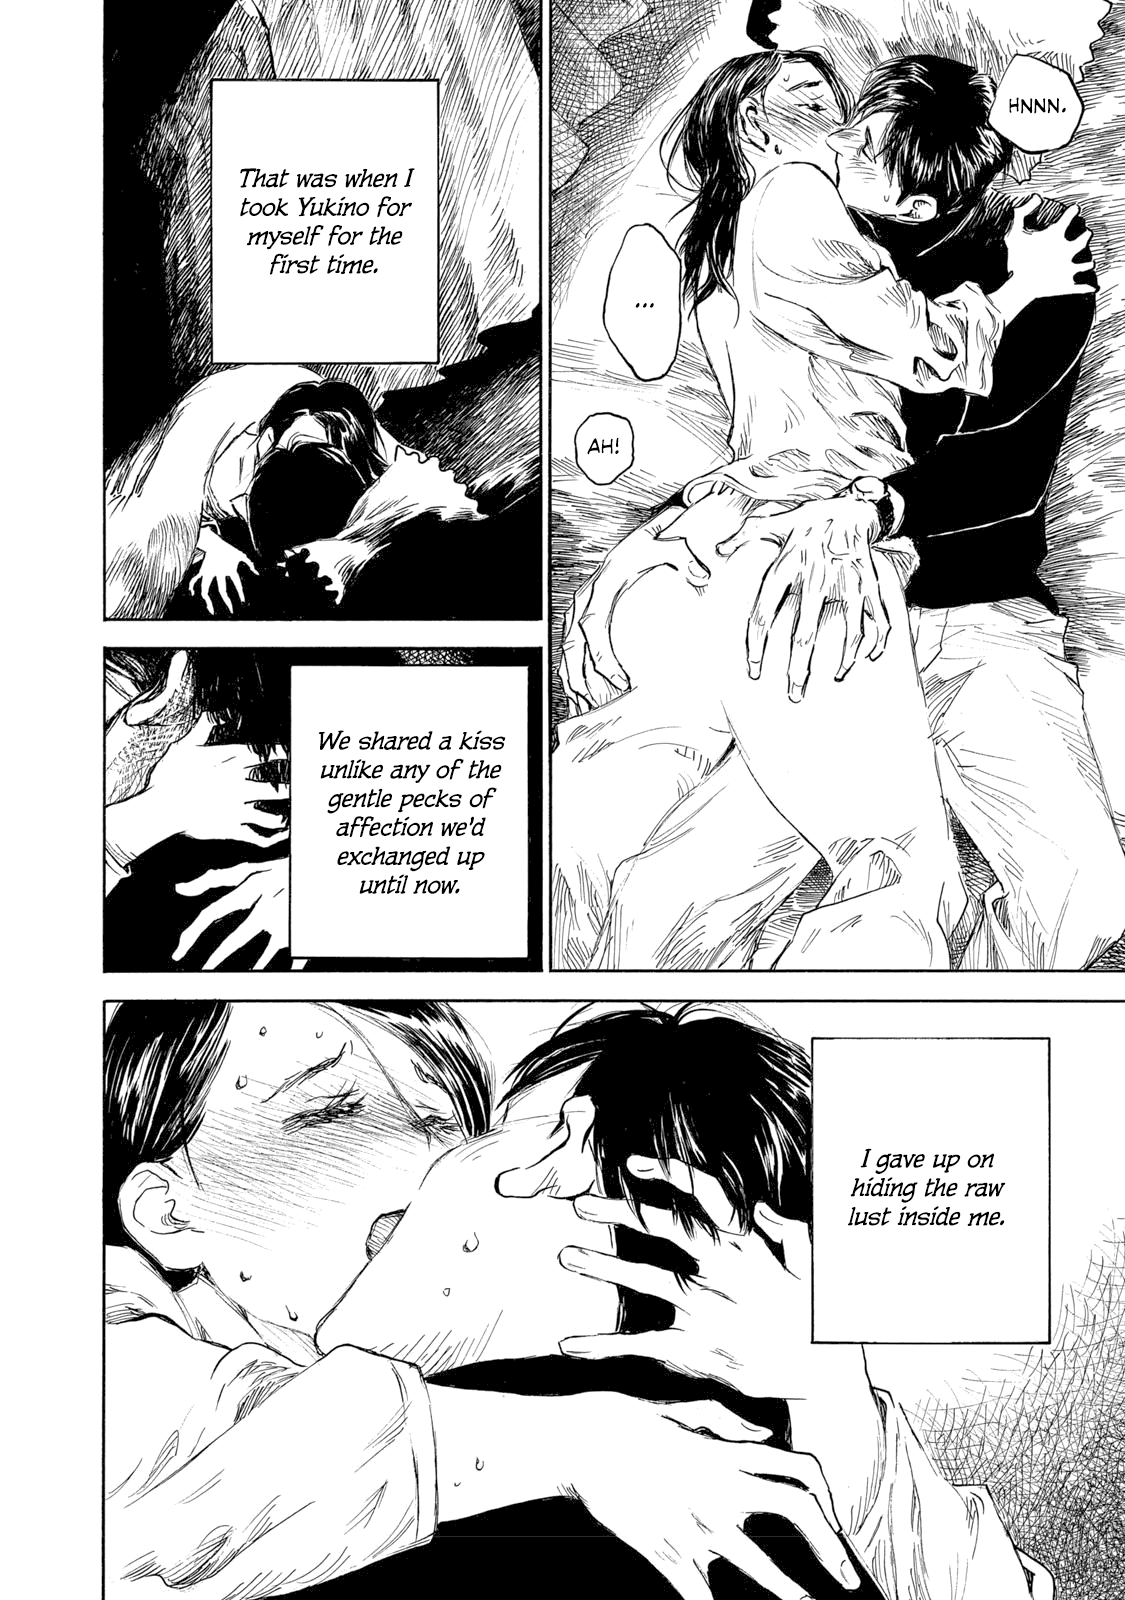 HNNN.
...
AH!
That was when I
took Yukino for
myself for the
first time.
We shared a kiss
unlike any of the
gentle pecks of
affection we'd
exchanged up
until now.
I gave up on
hiding the raw
lust inside me.